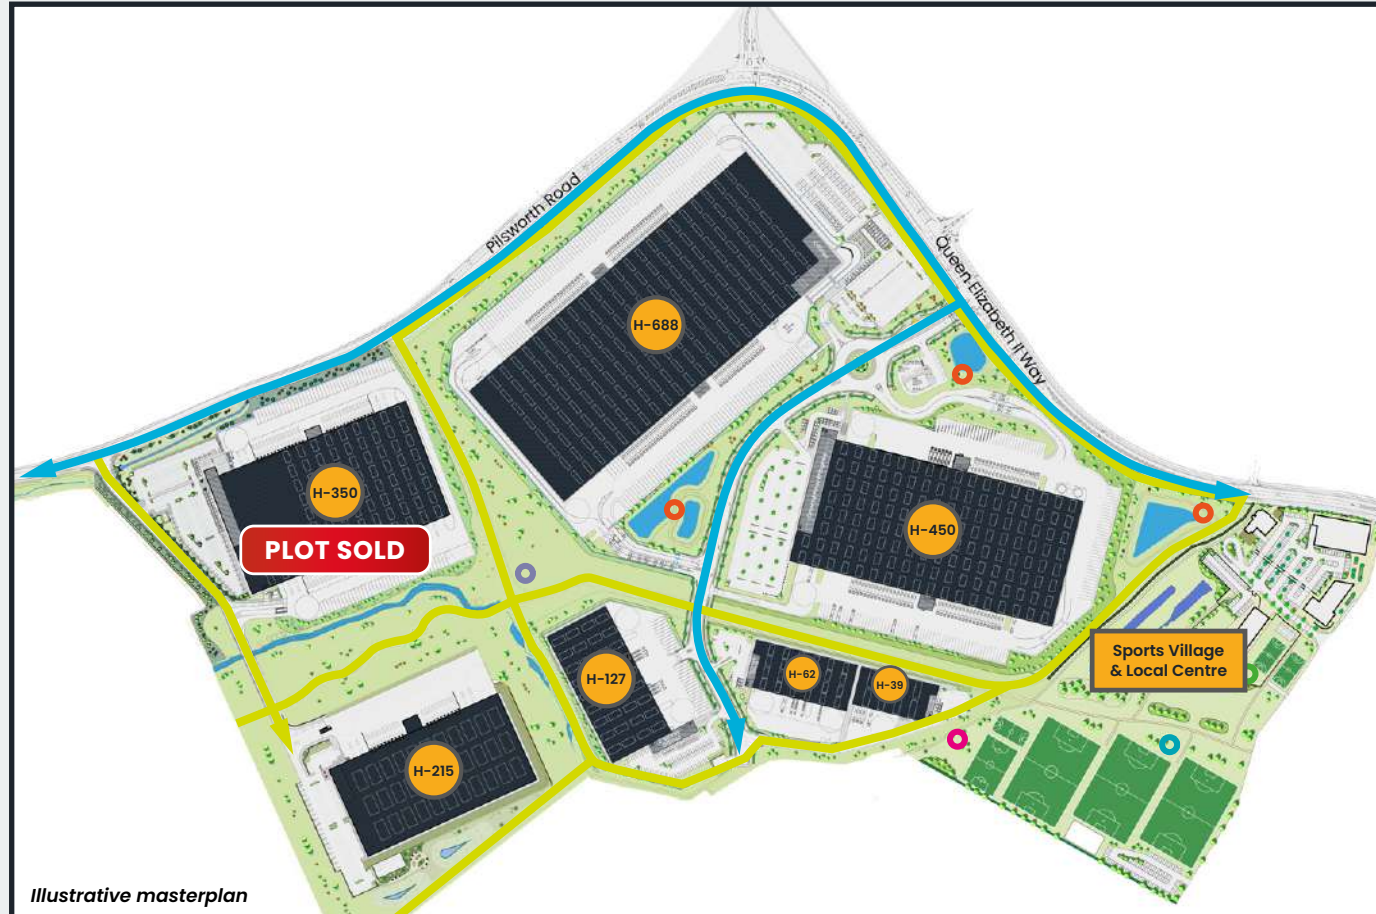 Pilsworth Road
Queen Elizabeth II Way
H-688
H-350
PLOT SOLD
H-450
Sports Village
& Local Centre
H-127
H-62
H-39
H-215
Illustrative masterplan